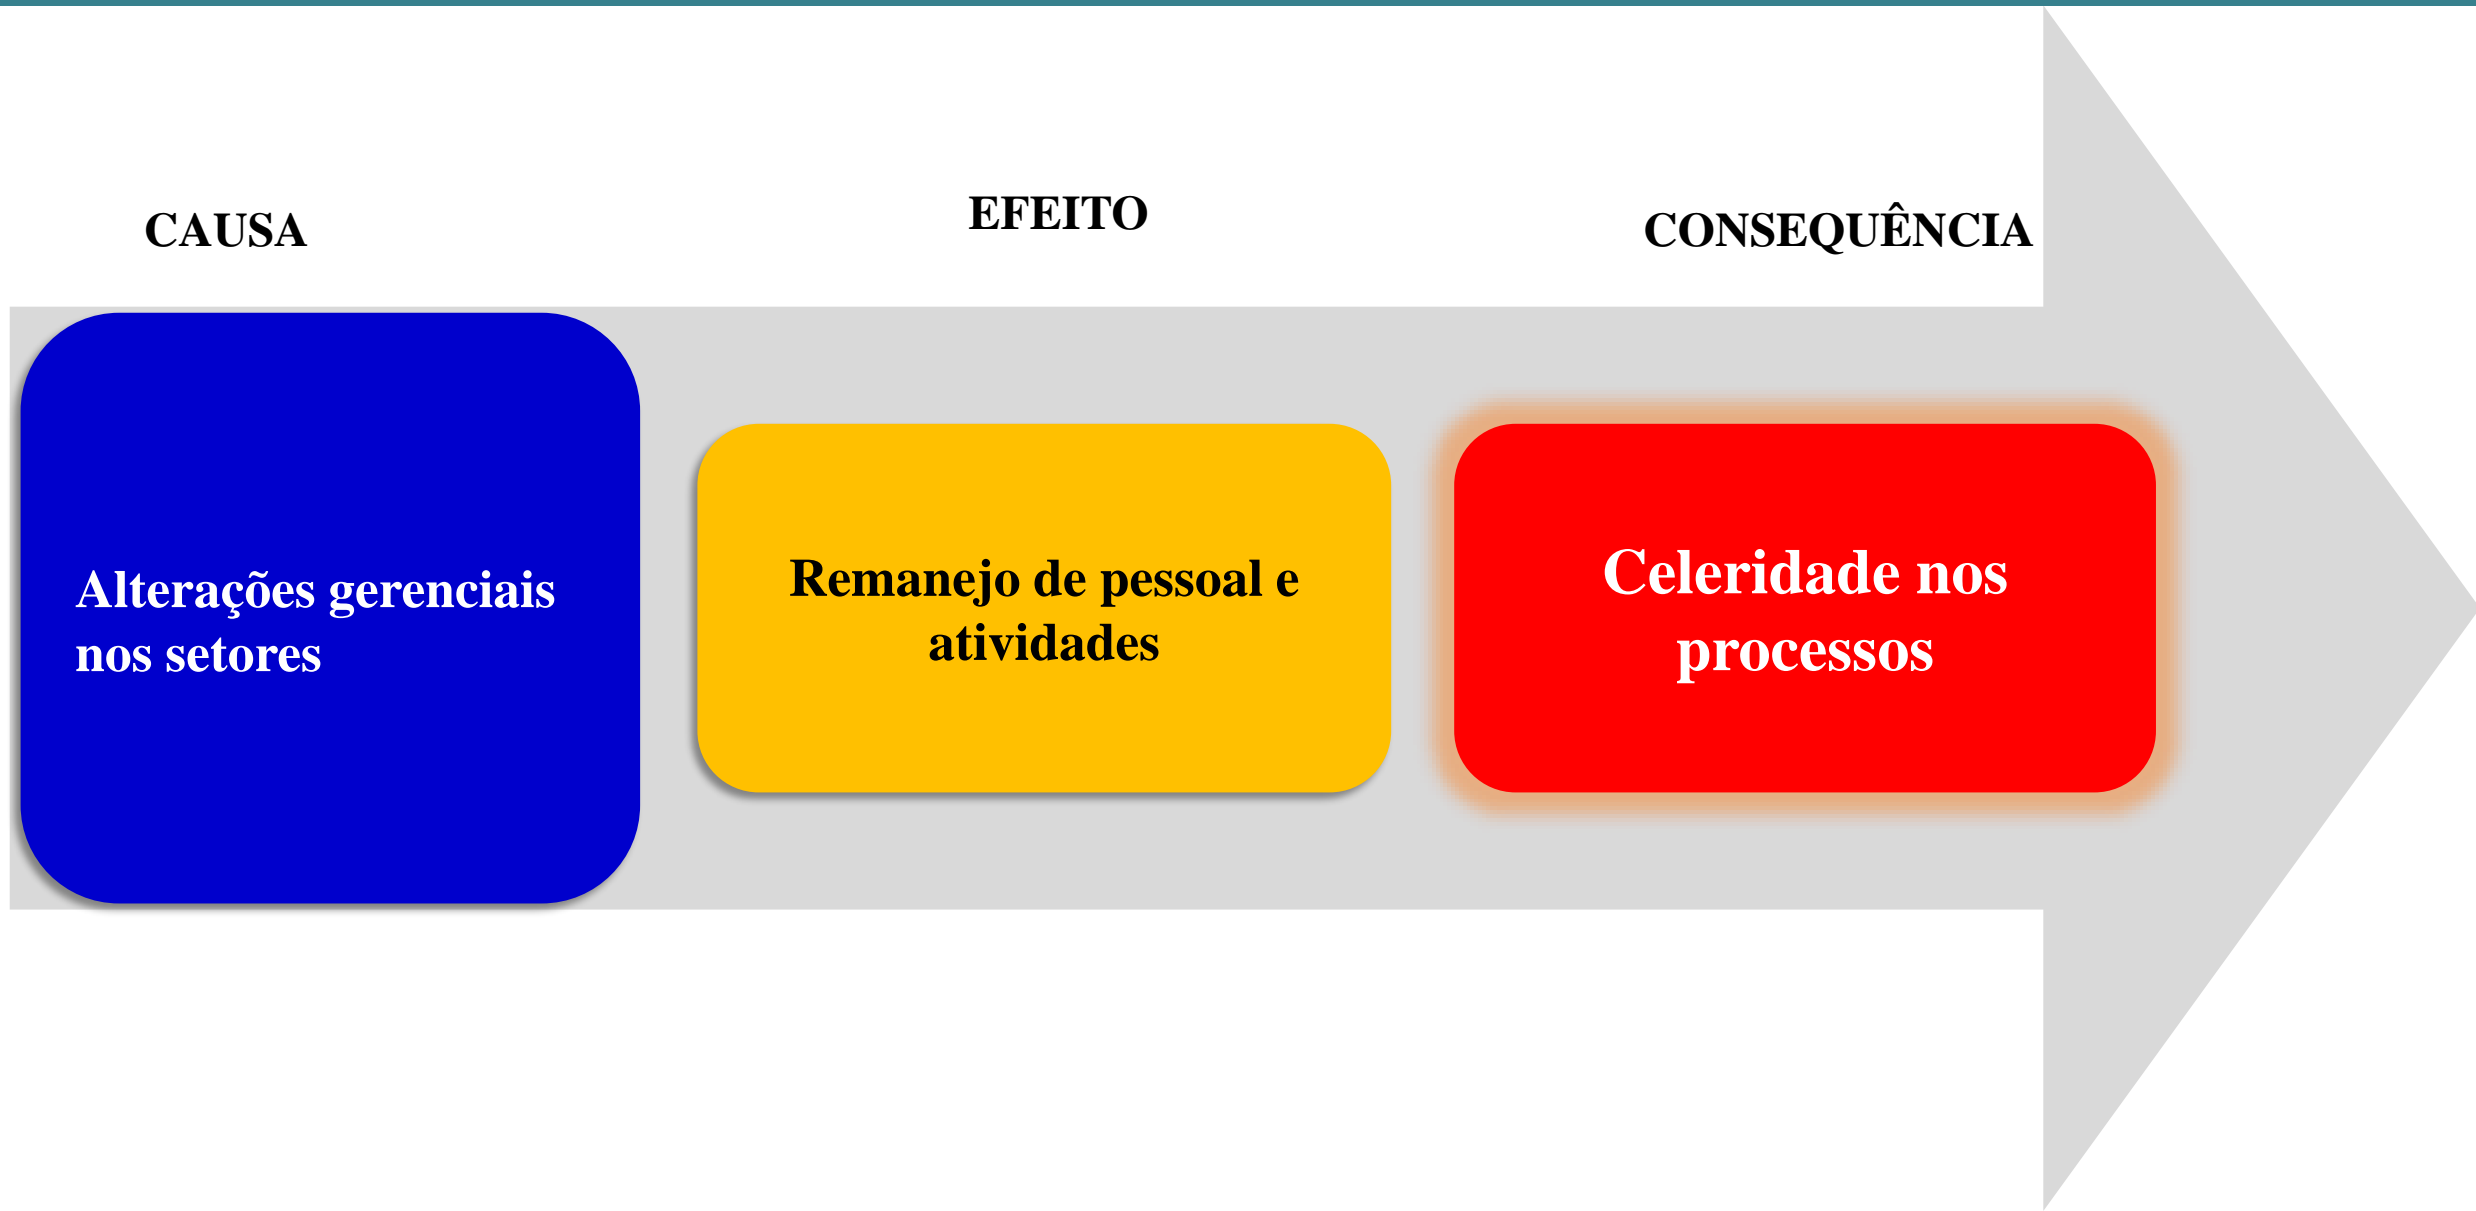 CAUSA
EFEITO
CONSEQUÊNCIA
Alterações gerenciais
nos setores
Remanejo de pessoal e
atividades
Celeridade nos
processos